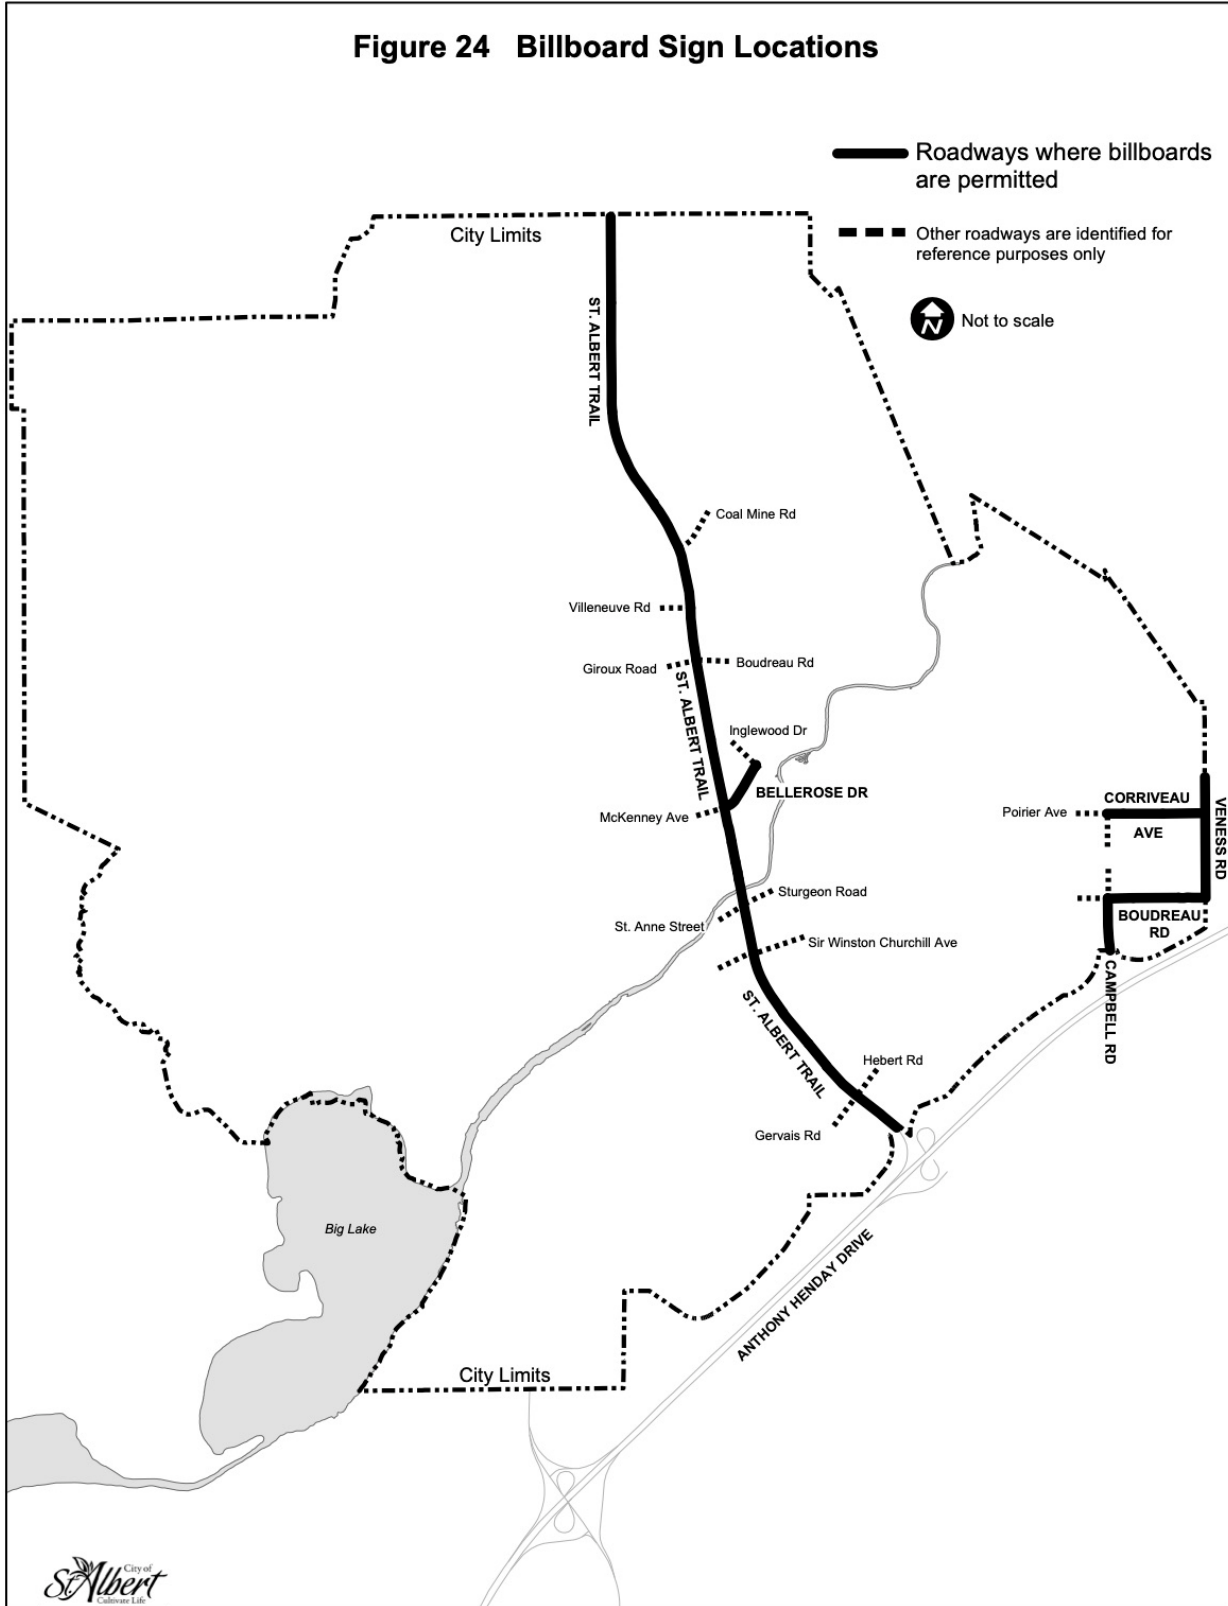 Figure 24   Billboard Sign Locations
Roadways where billboards
are permitted
City Limits
Other roadways are identified for
reference purposes only
N
Not to scale
ST. ALBERT TRAIL
Coal Mine Rd
Villeneuve Rd
Giroux Road
Boudreau Rd
ST. ALBERT TRAIL
Inglewood Dr
BELLEROSE DR
McKenney Ave
Poirier Ave
CORRIVEAU
AVE
VENESS RD
Sturgeon Road
St. Anne Street
BOUDREAU
RD
Sir Winston Churchill Ave
CAMPBELL RD
ST. ALBERT TRAIL
Hebert Rd
Gervais Rd
Big Lake
ANTHONY HENDAY DRIVE
City Limits
City of
St. Albert
Cultivate Life